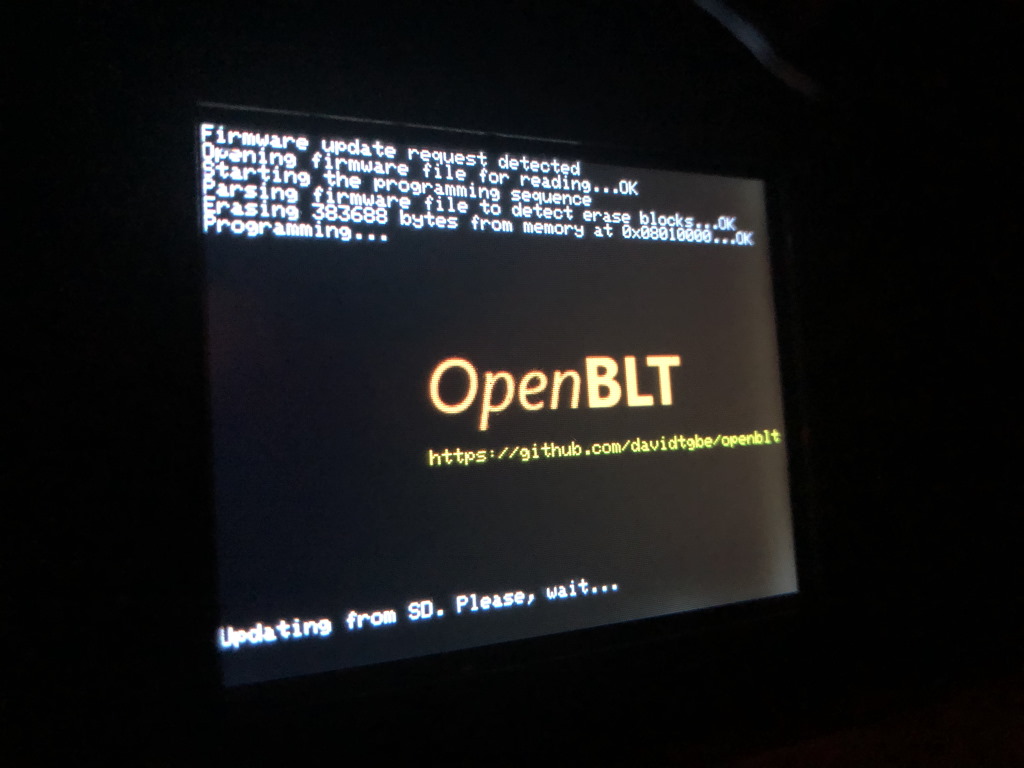 Firmware update request detected
Opening firmware file for reading...OK
Starting the programming sequence
Parsing firmware file to detect erase blocks...OK
Erasing 383688 bytes from memory at 0x08010000...OK
Programming...
OpenBLT
https://github.com/davidtgbe/openblt
Updating from SD. Please, wait...